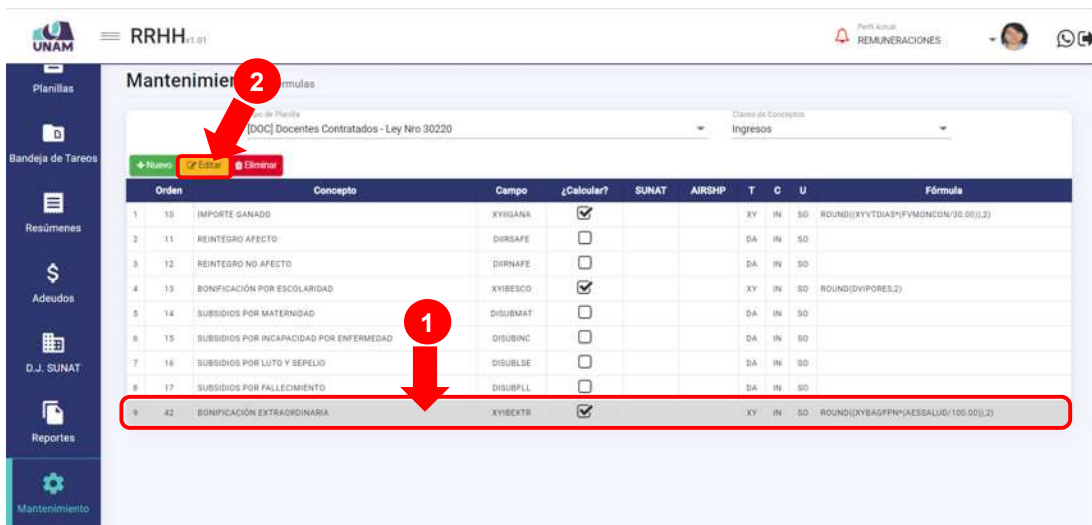 UNAM
RRHH v1.01
Perfil Actual
REMUNERACIONES
Planillas
Bandeja de Tareos
Resúmenes
Adeudos
D.J. SUNAT
Reportes
Mantenimiento
2
1
de Planilla
[DOC] Docentes Contratados - Ley Nro 30220
Clases de Conceptos
Ingresos
Nuevo Editar Eliminar
Orden Concepto Campo ¿Calcular? SUNAT AIRSHP T C U Fórmula
1 10 IMPORTE GANADO XYIIGANA XY IN SO ROUND((XYVTDIAS*(FVMONCON/30.00)),2)
2 11 REINTEGRO AFECTO DIIRSAFE DA IN SO
3 12 REINTEGRO NO AFECTO DIIRNAFE DA IN SO
4 13 BONIFICACIÓN POR ESCOLARIDAD XYIBESCO XY IN SO ROUND(DVIPORES,2)
5 14 SUBSIDIOS POR MATERNIDAD DISUBMAT DA IN SO
6 15 SUBSIDIOS POR INCAPACIDAD POR ENFERMEDAD DISUBINC DA IN SO
7 16 SUBSIDIOS POR LUTO Y SEPELIO DISUBLSE DA IN SO
8 17 SUBSIDIOS POR FALLECIMIENTO DISUBFLL DA IN SO
9 42 BONIFICACIÓN EXTRAORDINARIA XYIBEXTR XY IN SO ROUND((XYBAGFPN*(AESSALUD/100.00)),2)